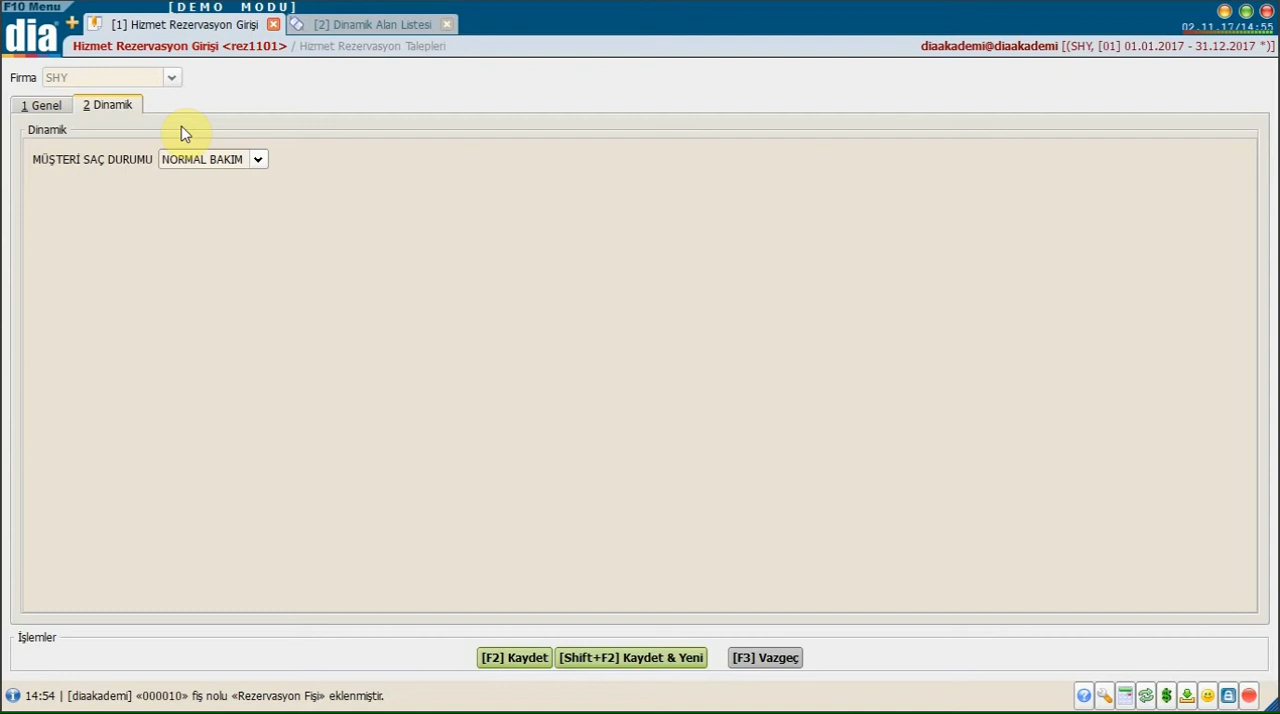 F10 Menu
[DEMO MODU]
dia
[1] Hizmet Rezervasyon Girişi
[2] Dinamik Alan Listesi
02.11.17/14:55
Hizmet Rezervasyon Girişi <rez1101> / Hizmet Rezervasyon Talepleri
diaakademi@diaakademi [(SHY, [01] 01.01.2017 - 31.12.2017 *)]
Firma SHY
1 Genel
2 Dinamik
Dinamik
MÜŞTERİ SAÇ DURUMU NORMAL BAKIM
İşlemler
[F2] Kaydet [Shift+F2] Kaydet & Yeni [F3] Vazgeç
14:54 | [diaakademi] «000010» fiş nolu «Rezervasyon Fişi» eklenmiştir.